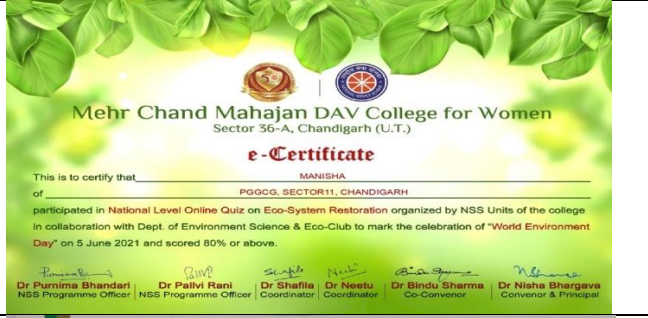 Mehr Chand Mahajan DAV College for Women
Sector 36-A, Chandigarh (U.T.)
e-Certificate
This is to certify that MANISHA
of PGGCG, SECTOR11, CHANDIGARH
participated in National Level Online Quiz on Eco-System Restoration organized by NSS Units of the college
in collaboration with Dept. of Environment Science & Eco-Club to mark the celebration of "World Environment
Day" on 5 June 2021 and scored 80% or above.
Dr Purnima Bhandari Dr Pallvi Rani Dr Shafila Dr Neetu Dr Bindu Sharma Dr Nisha Bhargava
NSS Programme Officer NSS Programme Officer Coordinator Coordinator Co-Convenor Convenor & Principal